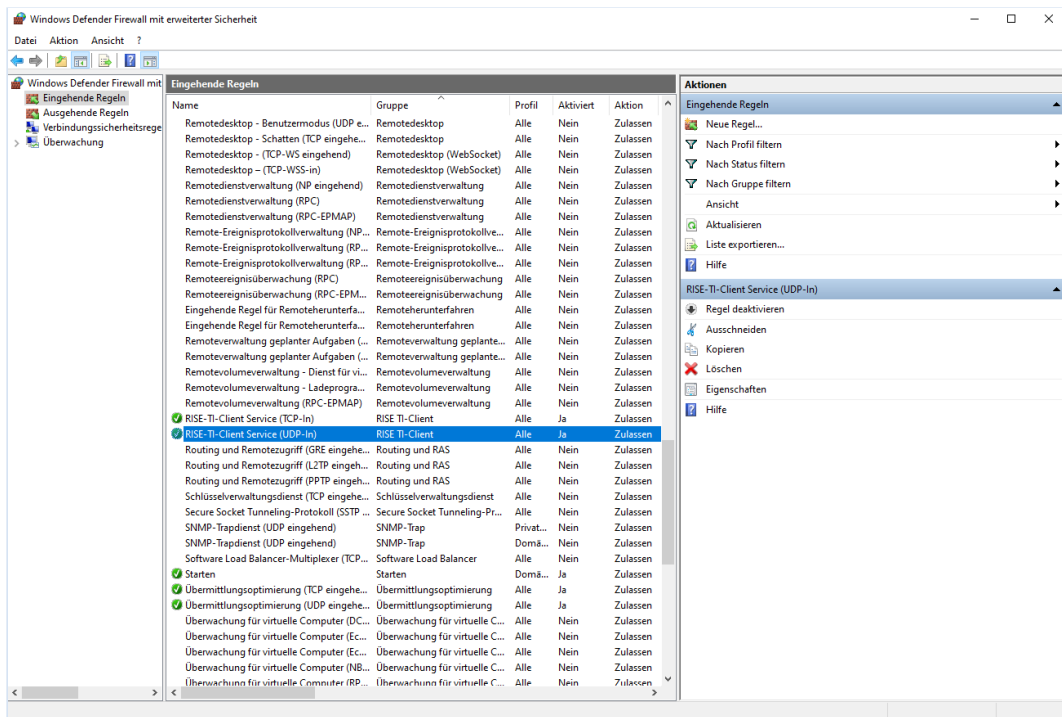 Windows Defender Firewall mit erweiterter Sicherheit
Datei Aktion Ansicht ?
Windows Defender Firewall mit
Eingehende Regeln
Ausgehende Regeln
Verbindungssicherheitsrege
Überwachung
Eingehende Regeln
Name Gruppe Profil Aktiviert Aktion
Remotedesktop - Benutzermodus (UDP e... Remotedesktop Alle Nein Zulassen
Remotedesktop - Schatten (TCP eingehe... Remotedesktop Alle Nein Zulassen
Remotedesktop - (TCP-WS eingehend) Remotedesktop (WebSocket) Alle Nein Zulassen
Remotedesktop – (TCP-WSS-in) Remotedesktop (WebSocket) Alle Nein Zulassen
Remotedienstverwaltung (NP eingehend) Remotedienstverwaltung Alle Nein Zulassen
Remotedienstverwaltung (RPC) Remotedienstverwaltung Alle Nein Zulassen
Remotedienstverwaltung (RPC-EPMAP) Remotedienstverwaltung Alle Nein Zulassen
Remote-Ereignisprotokollverwaltung (NP... Remote-Ereignisprotokollve... Alle Nein Zulassen
Remote-Ereignisprotokollverwaltung (RP... Remote-Ereignisprotokollve... Alle Nein Zulassen
Remote-Ereignisprotokollverwaltung (RP... Remote-Ereignisprotokollve... Alle Nein Zulassen
Remoteereignisüberwachung (RPC) Remoteereignisüberwachung Alle Nein Zulassen
Remoteereignisüberwachung (RPC-EPM... Remoteereignisüberwachung Alle Nein Zulassen
Eingehende Regel für Remoteherunterfa... Remoteherunterfahren Alle Nein Zulassen
Eingehende Regel für Remoteherunterfa... Remoteherunterfahren Alle Nein Zulassen
Remoteverwaltung geplanter Aufgaben (... Remoteverwaltung geplante... Alle Nein Zulassen
Remoteverwaltung geplanter Aufgaben (... Remoteverwaltung geplante... Alle Nein Zulassen
Remotevolumeverwaltung - Dienst für vi... Remotevolumeverwaltung Alle Nein Zulassen
Remotevolumeverwaltung - Ladeprogra... Remotevolumeverwaltung Alle Nein Zulassen
Remotevolumeverwaltung (RPC-EPMAP) Remotevolumeverwaltung Alle Nein Zulassen
RISE-TI-Client Service (TCP-In) RISE TI-Client Alle Ja Zulassen
RISE-TI-Client Service (UDP-In) RISE TI-Client Alle Ja Zulassen
Routing und Remotezugriff (GRE eingehe... Routing und RAS Alle Nein Zulassen
Routing und Remotezugriff (L2TP eingeh... Routing und RAS Alle Nein Zulassen
Routing und Remotezugriff (PPTP eingeh... Routing und RAS Alle Nein Zulassen
Schlüsselverwaltungsdienst (TCP eingehe... Schlüsselverwaltungsdienst Alle Nein Zulassen
Secure Socket Tunneling-Protokoll (SSTP ... Secure Socket Tunneling-Pr... Alle Nein Zulassen
SNMP-Trapdienst (UDP eingehend) SNMP-Trap Privat... Nein Zulassen
SNMP-Trapdienst (UDP eingehend) SNMP-Trap Domä... Nein Zulassen
Software Load Balancer-Multiplexer (TCP... Software Load Balancer Alle Nein Zulassen
Starten Starten Domä... Ja Zulassen
Übermittlungsoptimierung (TCP eingehe... Übermittlungsoptimierung Alle Ja Zulassen
Übermittlungsoptimierung (UDP eingehe... Übermittlungsoptimierung Alle Ja Zulassen
Überwachung für virtuelle Computer (DC... Überwachung für virtuelle C... Alle Nein Zulassen
Überwachung für virtuelle Computer (Ec... Überwachung für virtuelle C... Alle Nein Zulassen
Überwachung für virtuelle Computer (Ec... Überwachung für virtuelle C... Alle Nein Zulassen
Überwachung für virtuelle Computer (NB... Überwachung für virtuelle C... Alle Nein Zulassen
Überwachung für virtuelle Computer (RP... Überwachung für virtuelle C... Alle Nein Zulassen
Aktionen
Eingehende Regeln
Neue Regel...
Nach Profil filtern
Nach Status filtern
Nach Gruppe filtern
Ansicht
Aktualisieren
Liste exportieren...
Hilfe
RISE-TI-Client Service (UDP-In)
Regel deaktivieren
Ausschneiden
Kopieren
Löschen
Eigenschaften
Hilfe